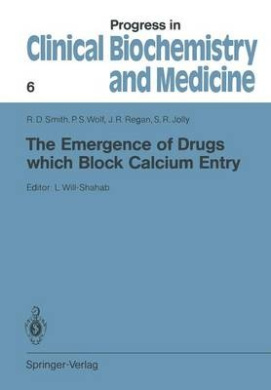 Progress in
Clinical Biochemistry
and Medicine
6
R.D. Smith, P.S. Wolf, J.R. Regan, S.R. Jolly
The Emergence of Drugs
which Block Calcium Entry
Editor: L. Will-Shahab
Springer-Verlag